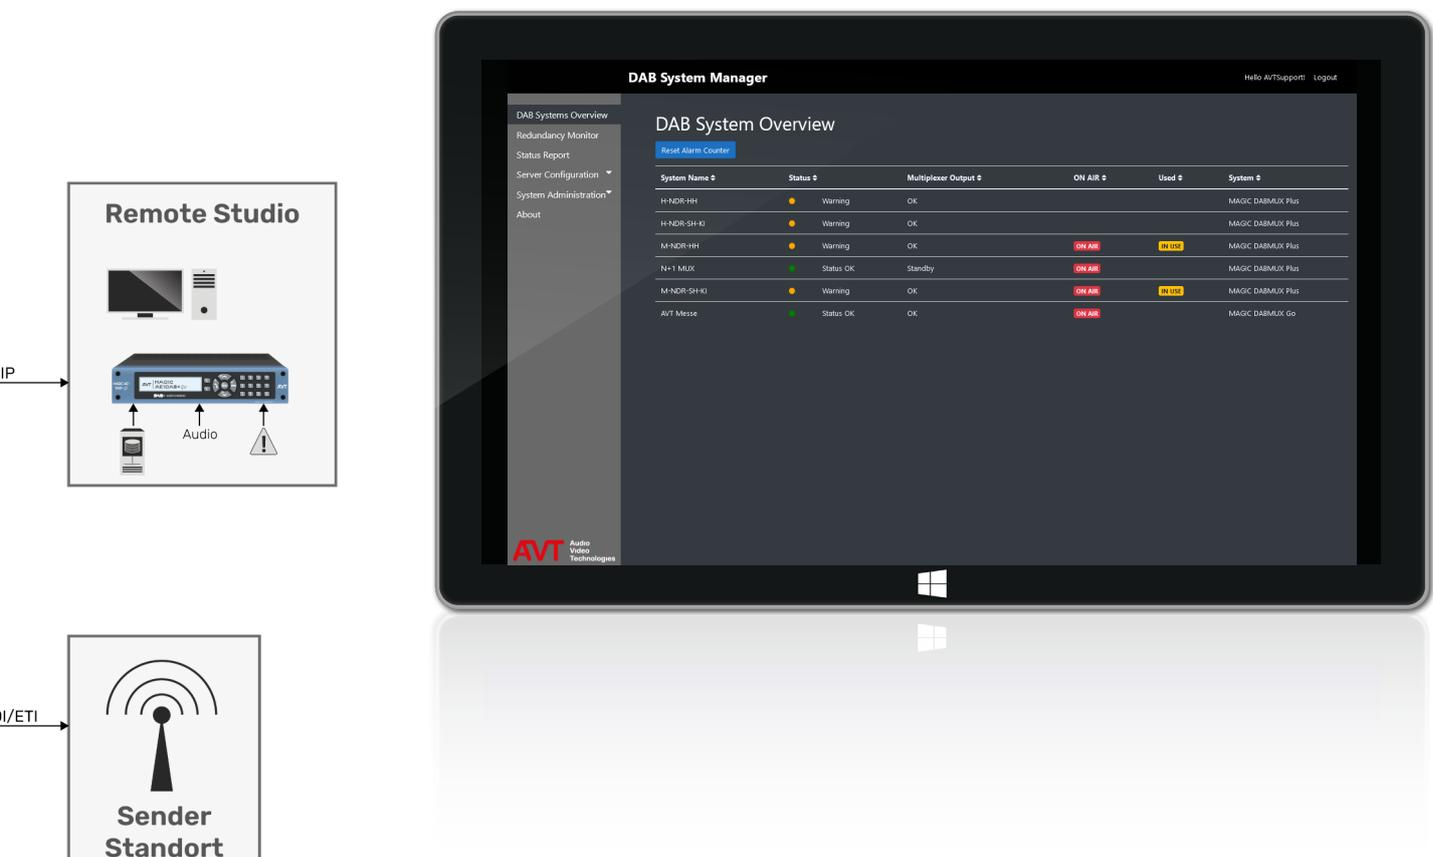 DAB System Manager
Hello AVTSupport! Logout
DAB Systems Overview
Redundancy Monitor
Status Report
Server Configuration
System Administration
About
DAB System Overview
Reset Alarm Counter
System Name Status Multiplexer Output ON AIR Used System
H-NDR-HH Warning OK MAGIC DABMUX Plus
H-NDR-SH-KI Warning OK MAGIC DABMUX Plus
M-NDR-HH Warning OK ON AIR IN USE MAGIC DABMUX Plus
N+1 MUX Status OK Standby ON AIR MAGIC DABMUX Plus
M-NDR-SH-KI Warning OK ON AIR IN USE MAGIC DABMUX Plus
AVT Messe Status OK OK ON AIR MAGIC DABMUX Go
AVT Audio
Video
Technologies
Remote Studio
IP
AVT MAGIC
AE1DAB+
AVT
Audio
I/ETI
Sender
Standort